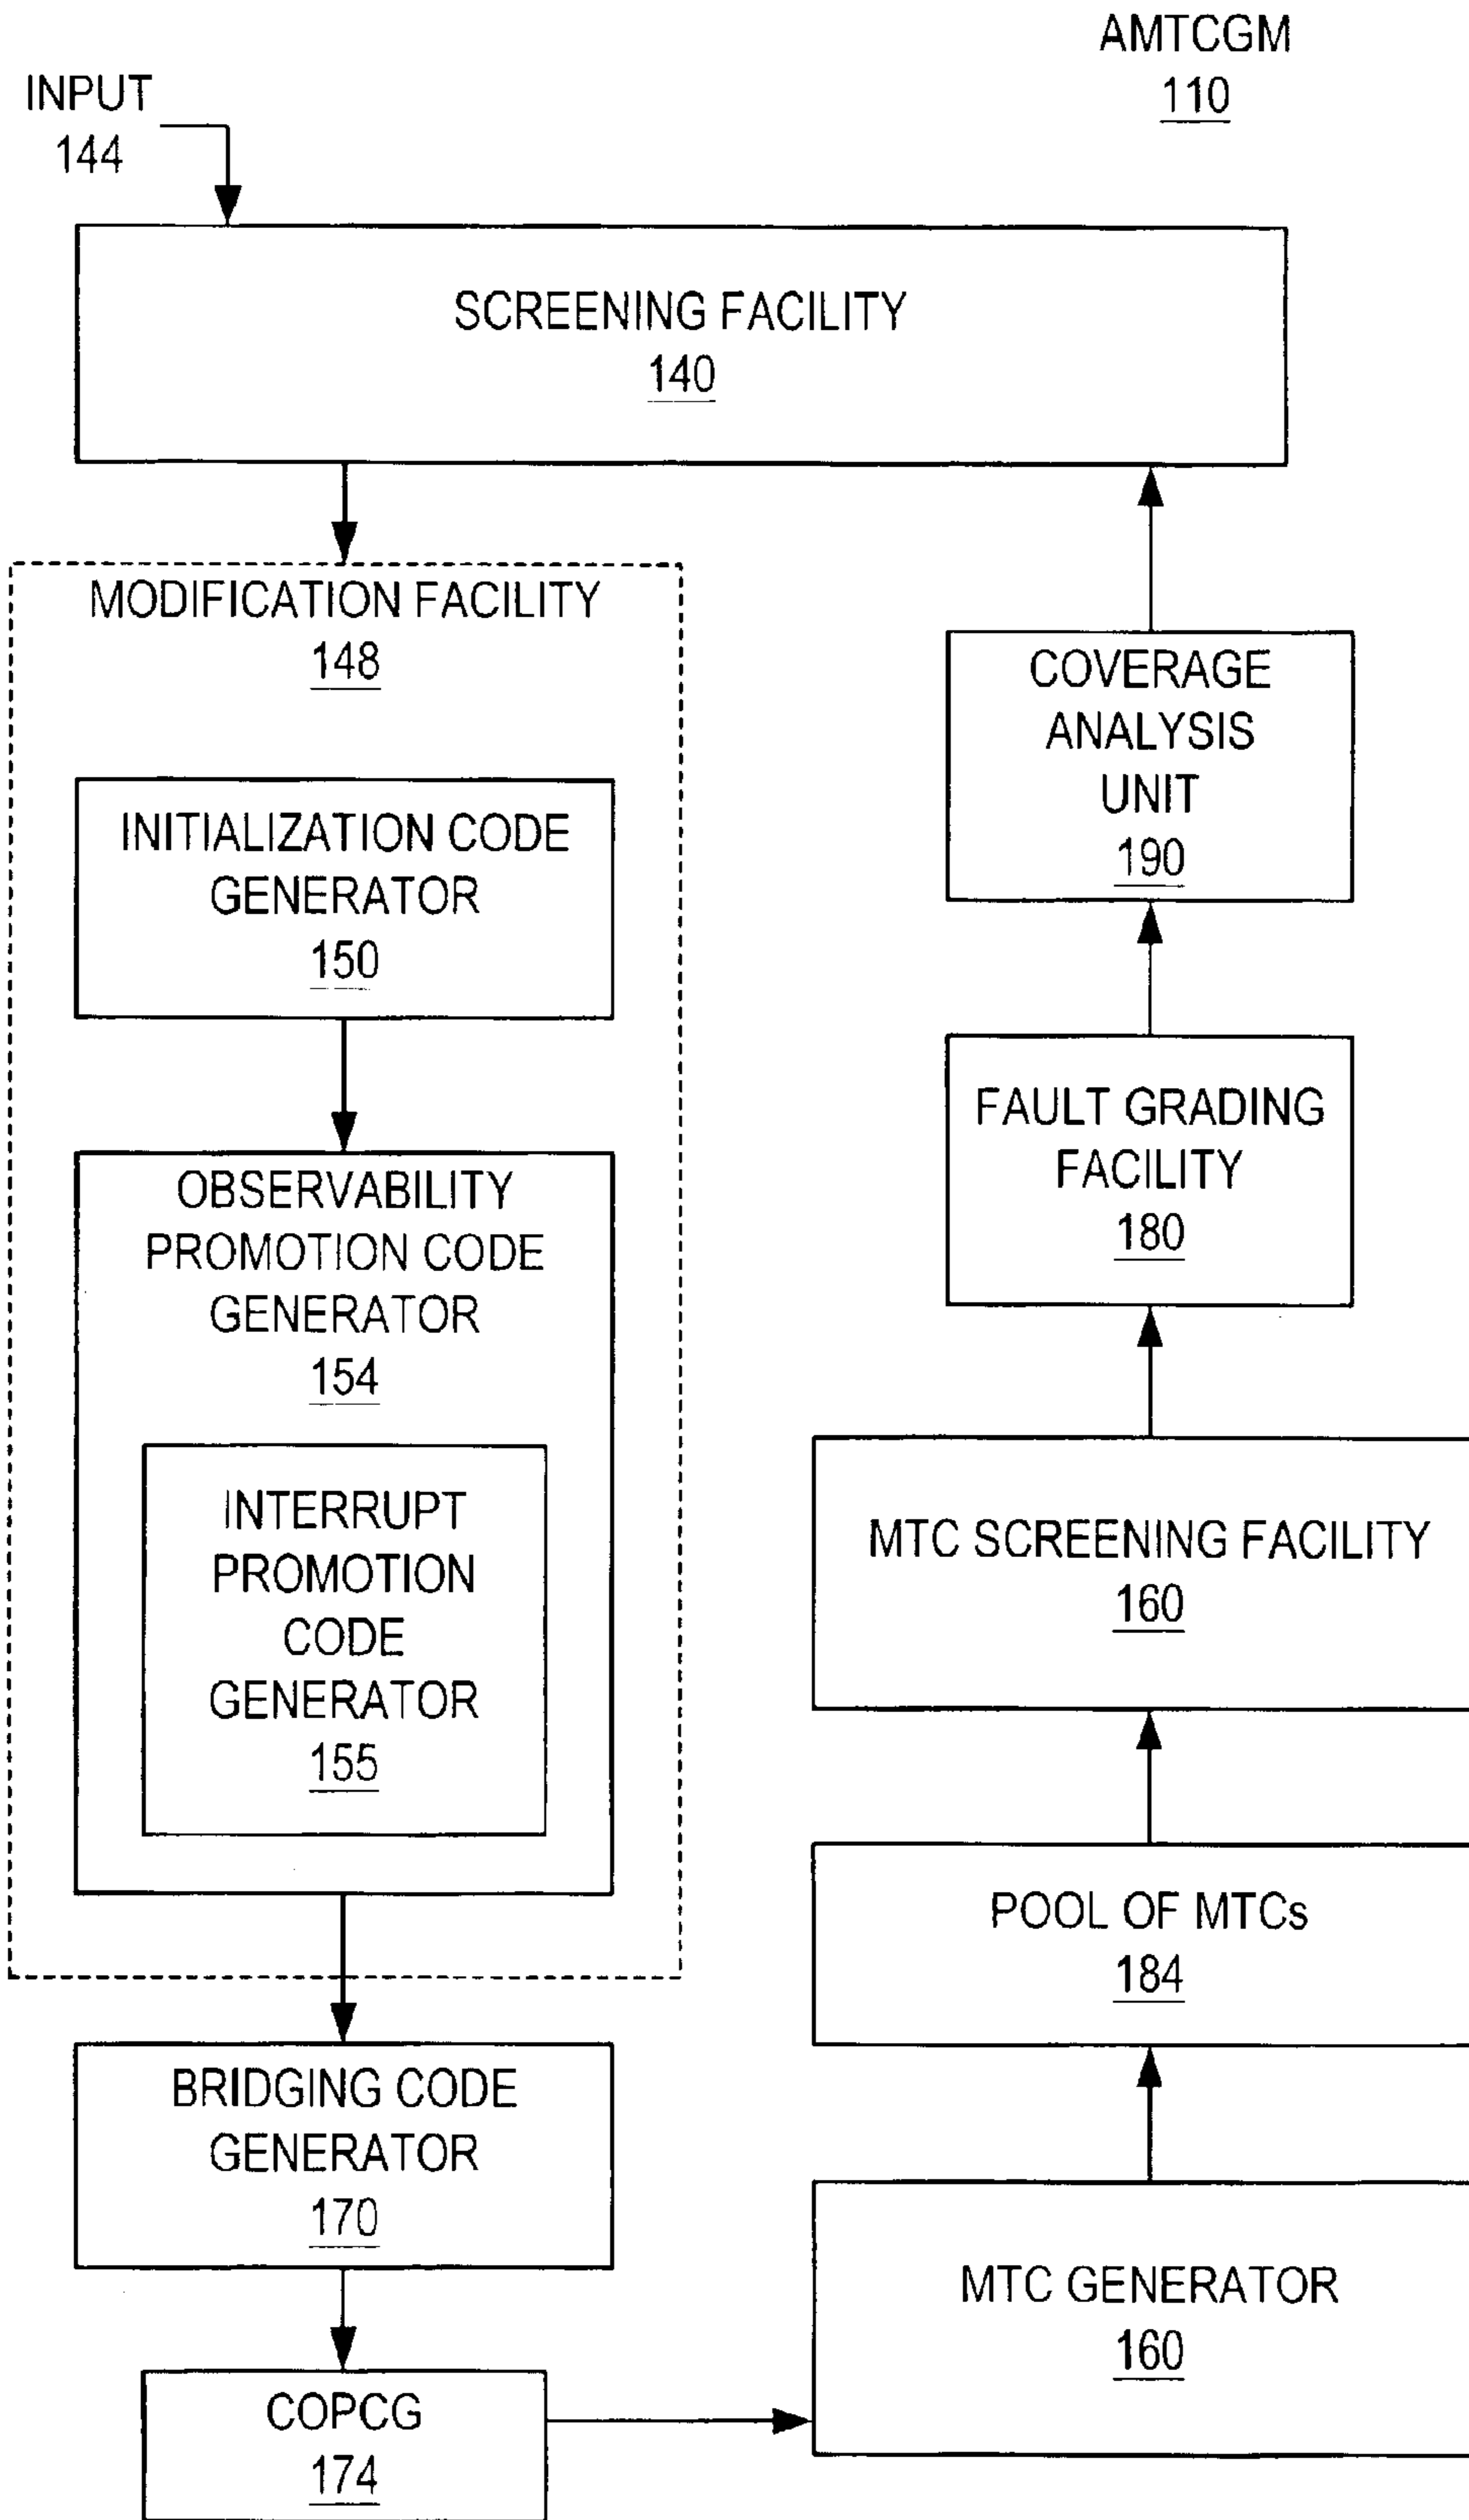 AMTCGM
110
INPUT
144
SCREENING FACILITY
140
MODIFICATION FACILITY
148
INITIALIZATION CODE
GENERATOR
150
OBSERVABILITY
PROMOTION CODE
GENERATOR
154
INTERRUPT
PROMOTION
CODE
GENERATOR
155
BRIDGING CODE
GENERATOR
170
COPCG
174
MTC GENERATOR
160
POOL OF MTCs
184
MTC SCREENING FACILITY
160
FAULT GRADING
FACILITY
180
COVERAGE
ANALYSIS
UNIT
190